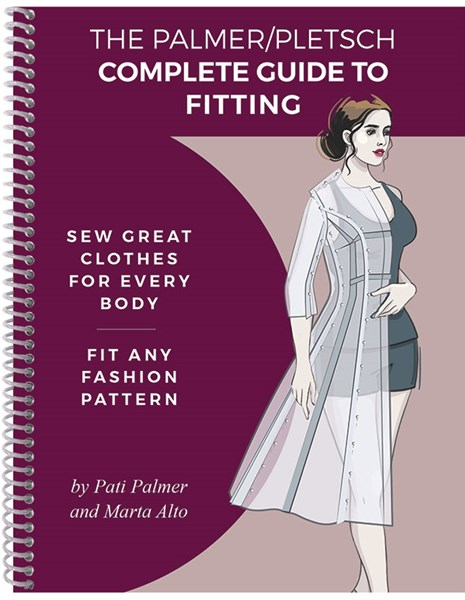 THE PALMER/PLETSCH
COMPLETE GUIDE TO
FITTING
SEW GREAT
CLOTHES
FOR EVERY
BODY
FIT ANY
FASHION
PATTERN
by Pati Palmer
and Marta Alto